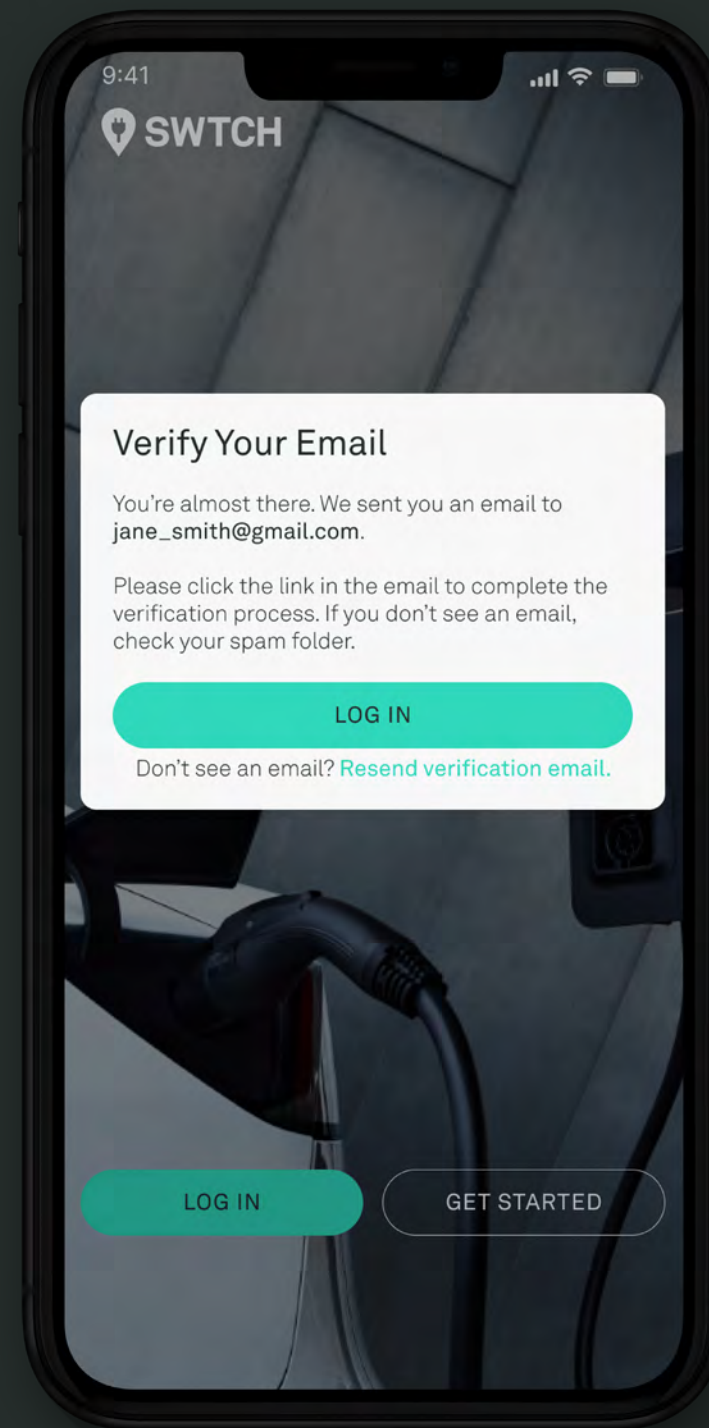 9:41
SWTCH
Verify Your Email
You're almost there. We sent you an email to
jane_smith@gmail.com.
Please click the link in the email to complete the
verification process. If you don't see an email,
check your spam folder.
LOG IN
Don't see an email? Resend verification email.
LOG IN
GET STARTED